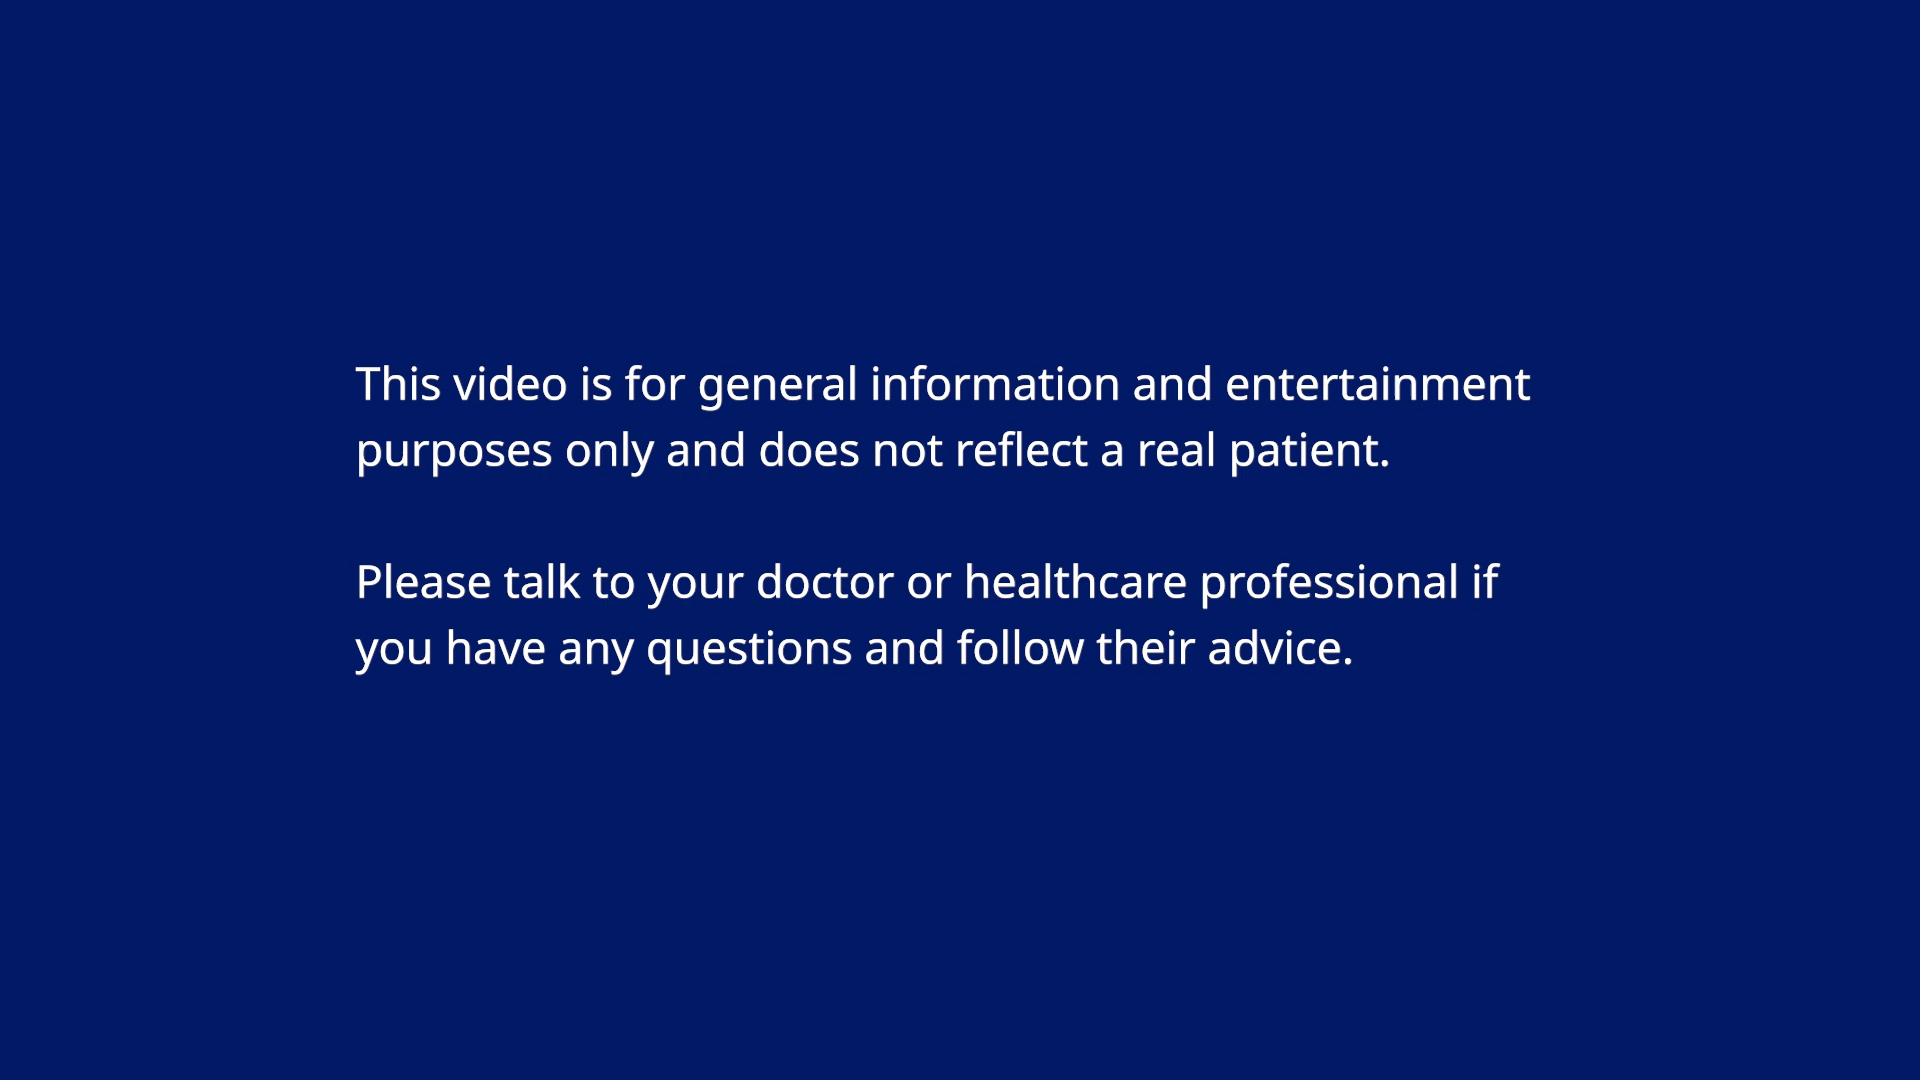 This video is for general information and entertainment
purposes only and does not reflect a real patient.
Please talk to your doctor or healthcare professional if
you have any questions and follow their advice.